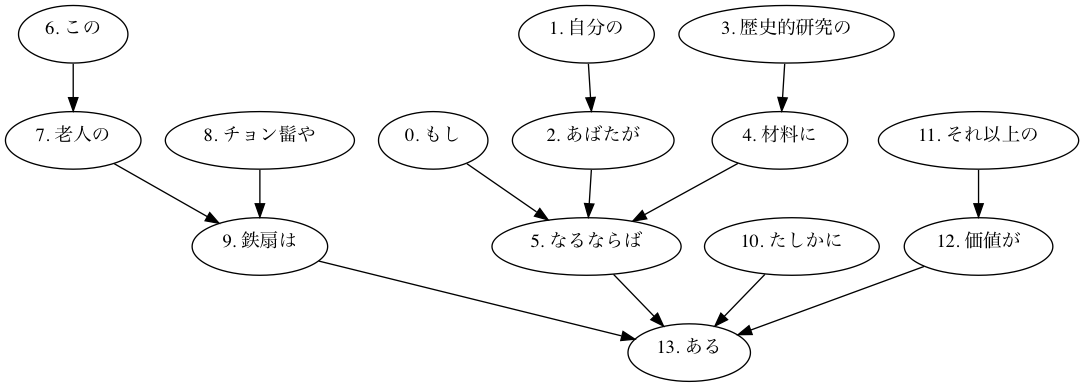 6. この
1. 自分の
3. 歴史的研究の
7. 老人の
8. チョン髷や
0. もし
2. あばたが
4. 材料に
11. それ以上の
9. 鉄扇は
5. なるならば
10. たしかに
12. 価値が
13. ある